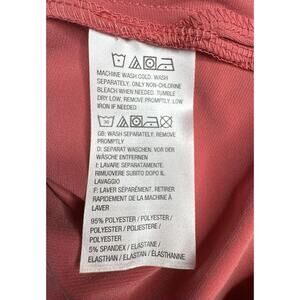 MACHINE WASH COLD. WASH
SEPARATELY. ONLY NON-CHLORINE
BLEACH WHEN NEEDED. TUMBLE
DRY LOW. REMOVE PROMPTLY. LOW
IRON IF NEEDED
30
GB: WASH SEPARATELY. REMOVE
PROMPTLY
D: SEPARAT WASCHEN. VOR DER
WÄSCHE ENTFERNEN
I: LAVARE SEPARATAMENTE.
RIMUOVERE SUBITO DOPO IL
LAVAGGIO
F: LAVER SÉPARÉMENT. RETIRER
RAPIDEMENT DE LA MACHINE À
LAVER
95% POLYESTER / POLYESTER /
POLYESTER / POLIESTERE /
POLYESTER
5% SPANDEX / ELASTANE /
ELASTHAN / ELASTAN / ÉLASTHANNE